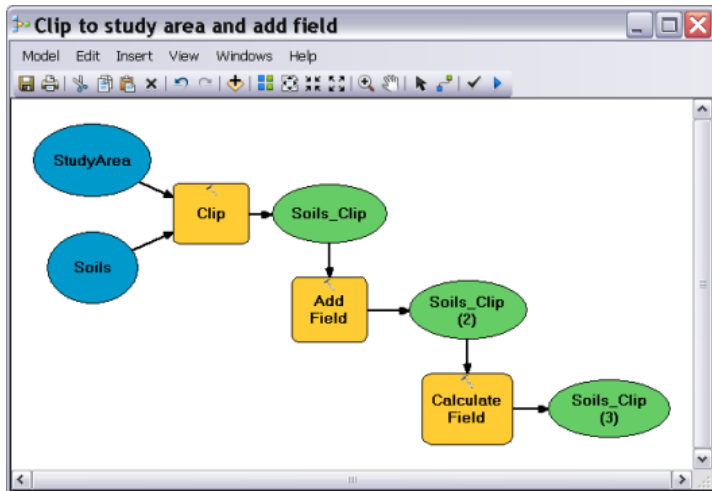 Clip to study area and add field
Model Edit Insert View Windows Help
StudyArea
Clip
Soils_Clip
Soils
Add
Field
Soils_Clip
(2)
Calculate
Field
Soils_Clip
(3)